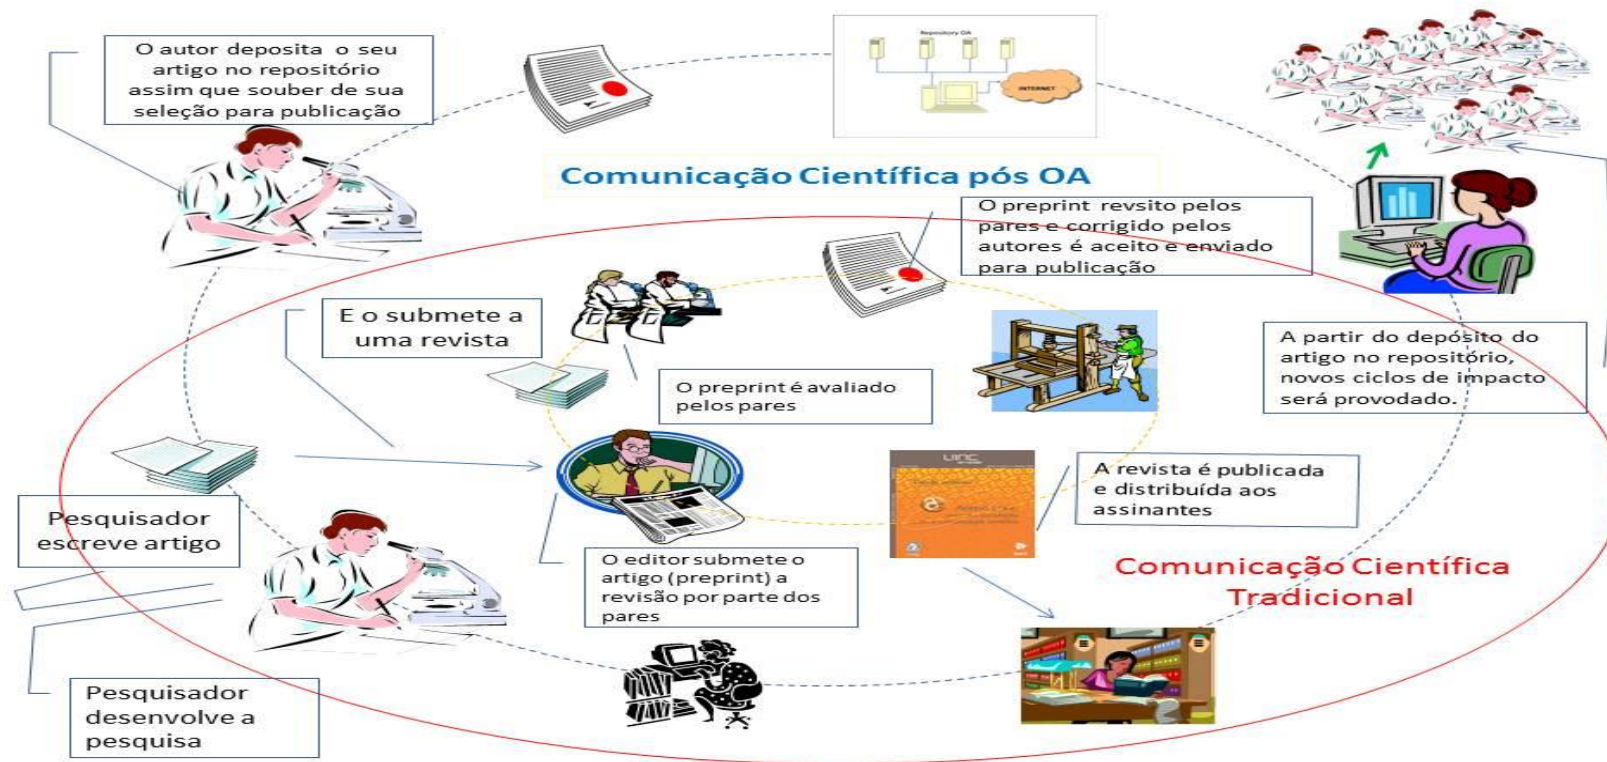 O autor deposita o seu
artigo no repositório
assim que souber de sua
seleção para publicação
Repository OA
INTERNET
Comunicação Científica pós OA
O preprint revsito pelos
pares e corrigido pelos
autores é aceito e enviado
para publicação
E o submete a
uma revista
O preprint é avaliado
pelos pares
A partir do depósito do
artigo no repositório,
novos ciclos de impacto
será provodado.
Pesquisador
escreve artigo
A revista é publicada
e distribuída aos
assinantes
O editor submete o
artigo (preprint) a
revisão por parte dos
pares
Comunicação Científica
Tradicional
Pesquisador
desenvolve a
pesquisa